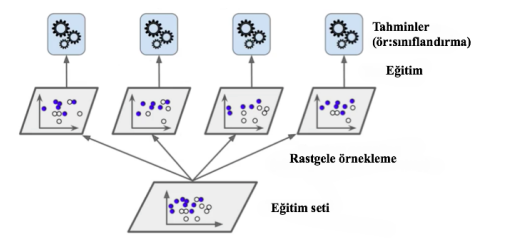 Tahminler
(ör:sınıflandırma)
Eğitim
Rastgele örnekleme
Eğitim seti